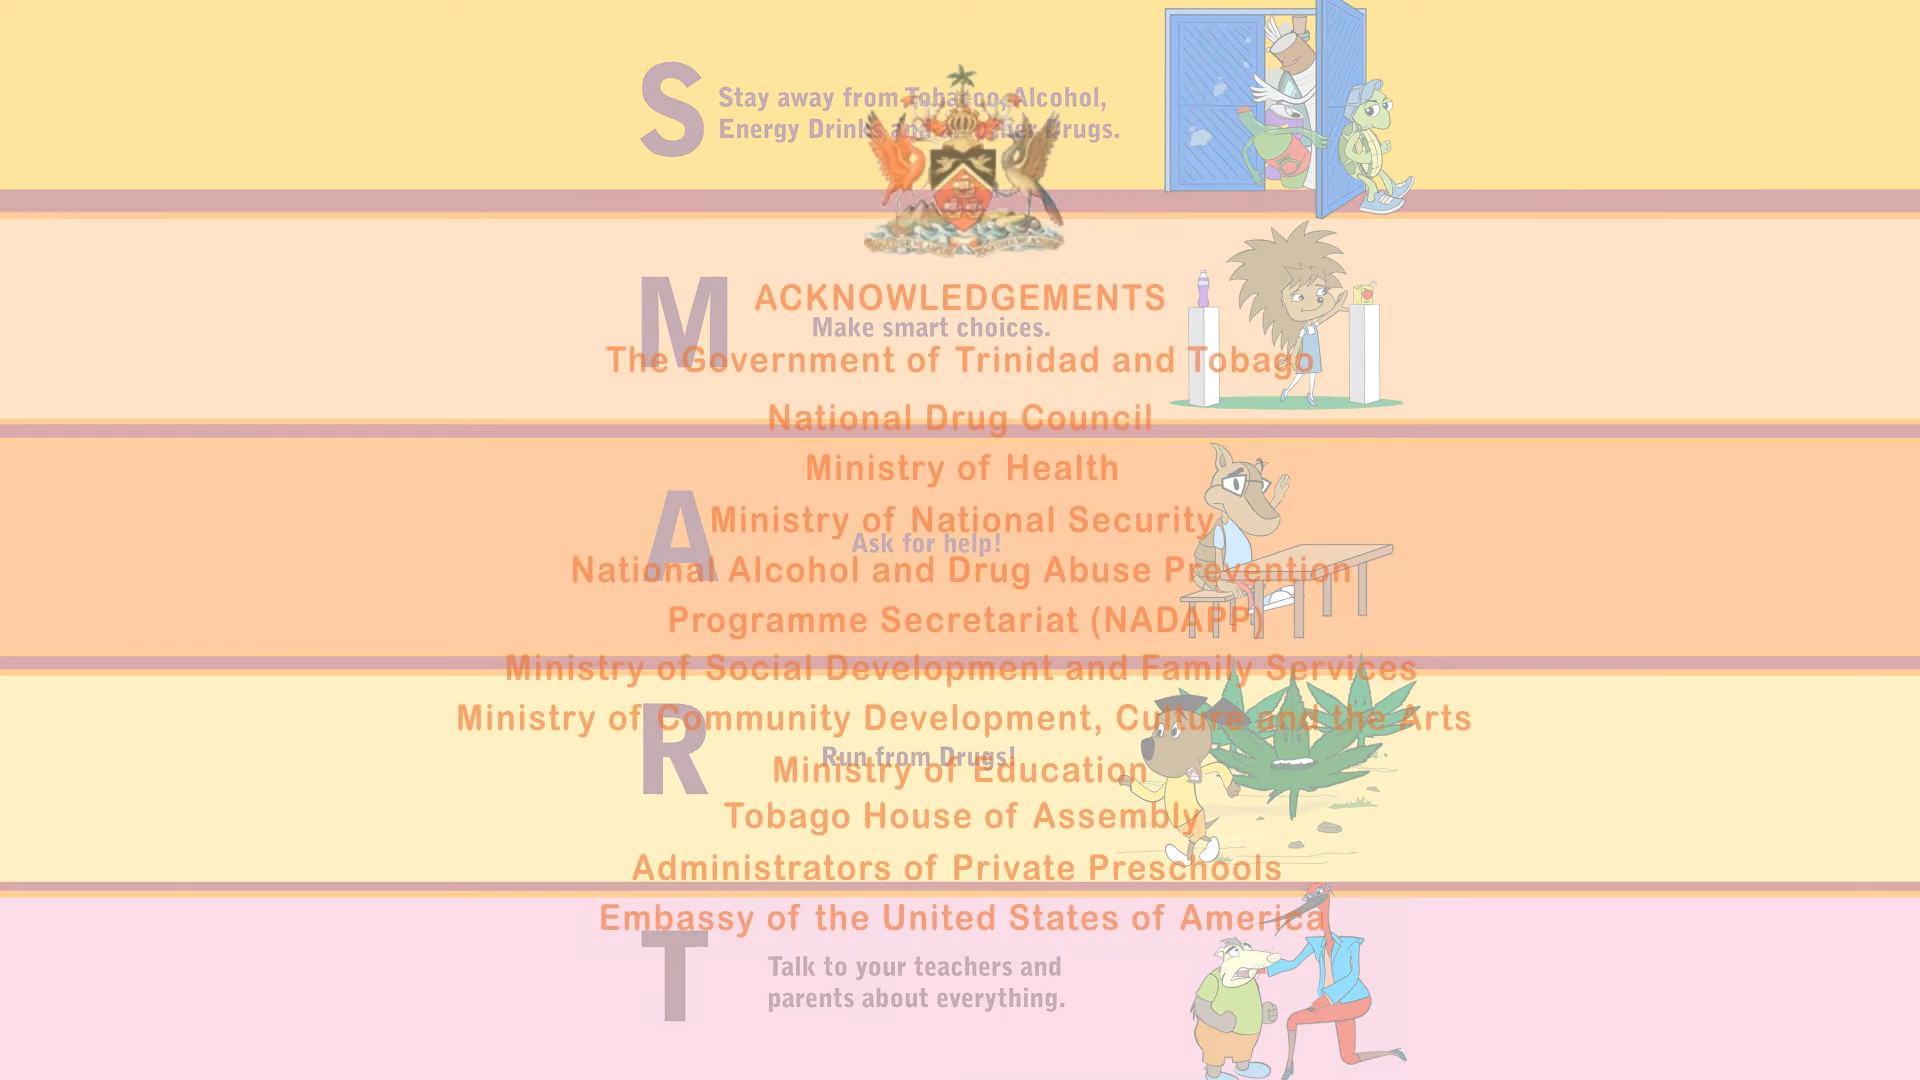 S
Stay away from Tobacco, Alcohol,
Energy Drinks and all other Drugs.
ACKNOWLEDGEMENTS
M
Make smart choices.
The Government of Trinidad and Tobago
National Drug Council
Ministry of Health
Ministry of National Security
A
Ask for help!
National Alcohol and Drug Abuse Prevention
Programme Secretariat (NADAPP)
Ministry of Social Development and Family Services
Ministry of Community Development, Culture and the Arts
R
Run from Drugs!
Ministry of Education
Tobago House of Assembly
Administrators of Private Preschools
Embassy of the United States of America
T
Talk to your teachers and
parents about everything.